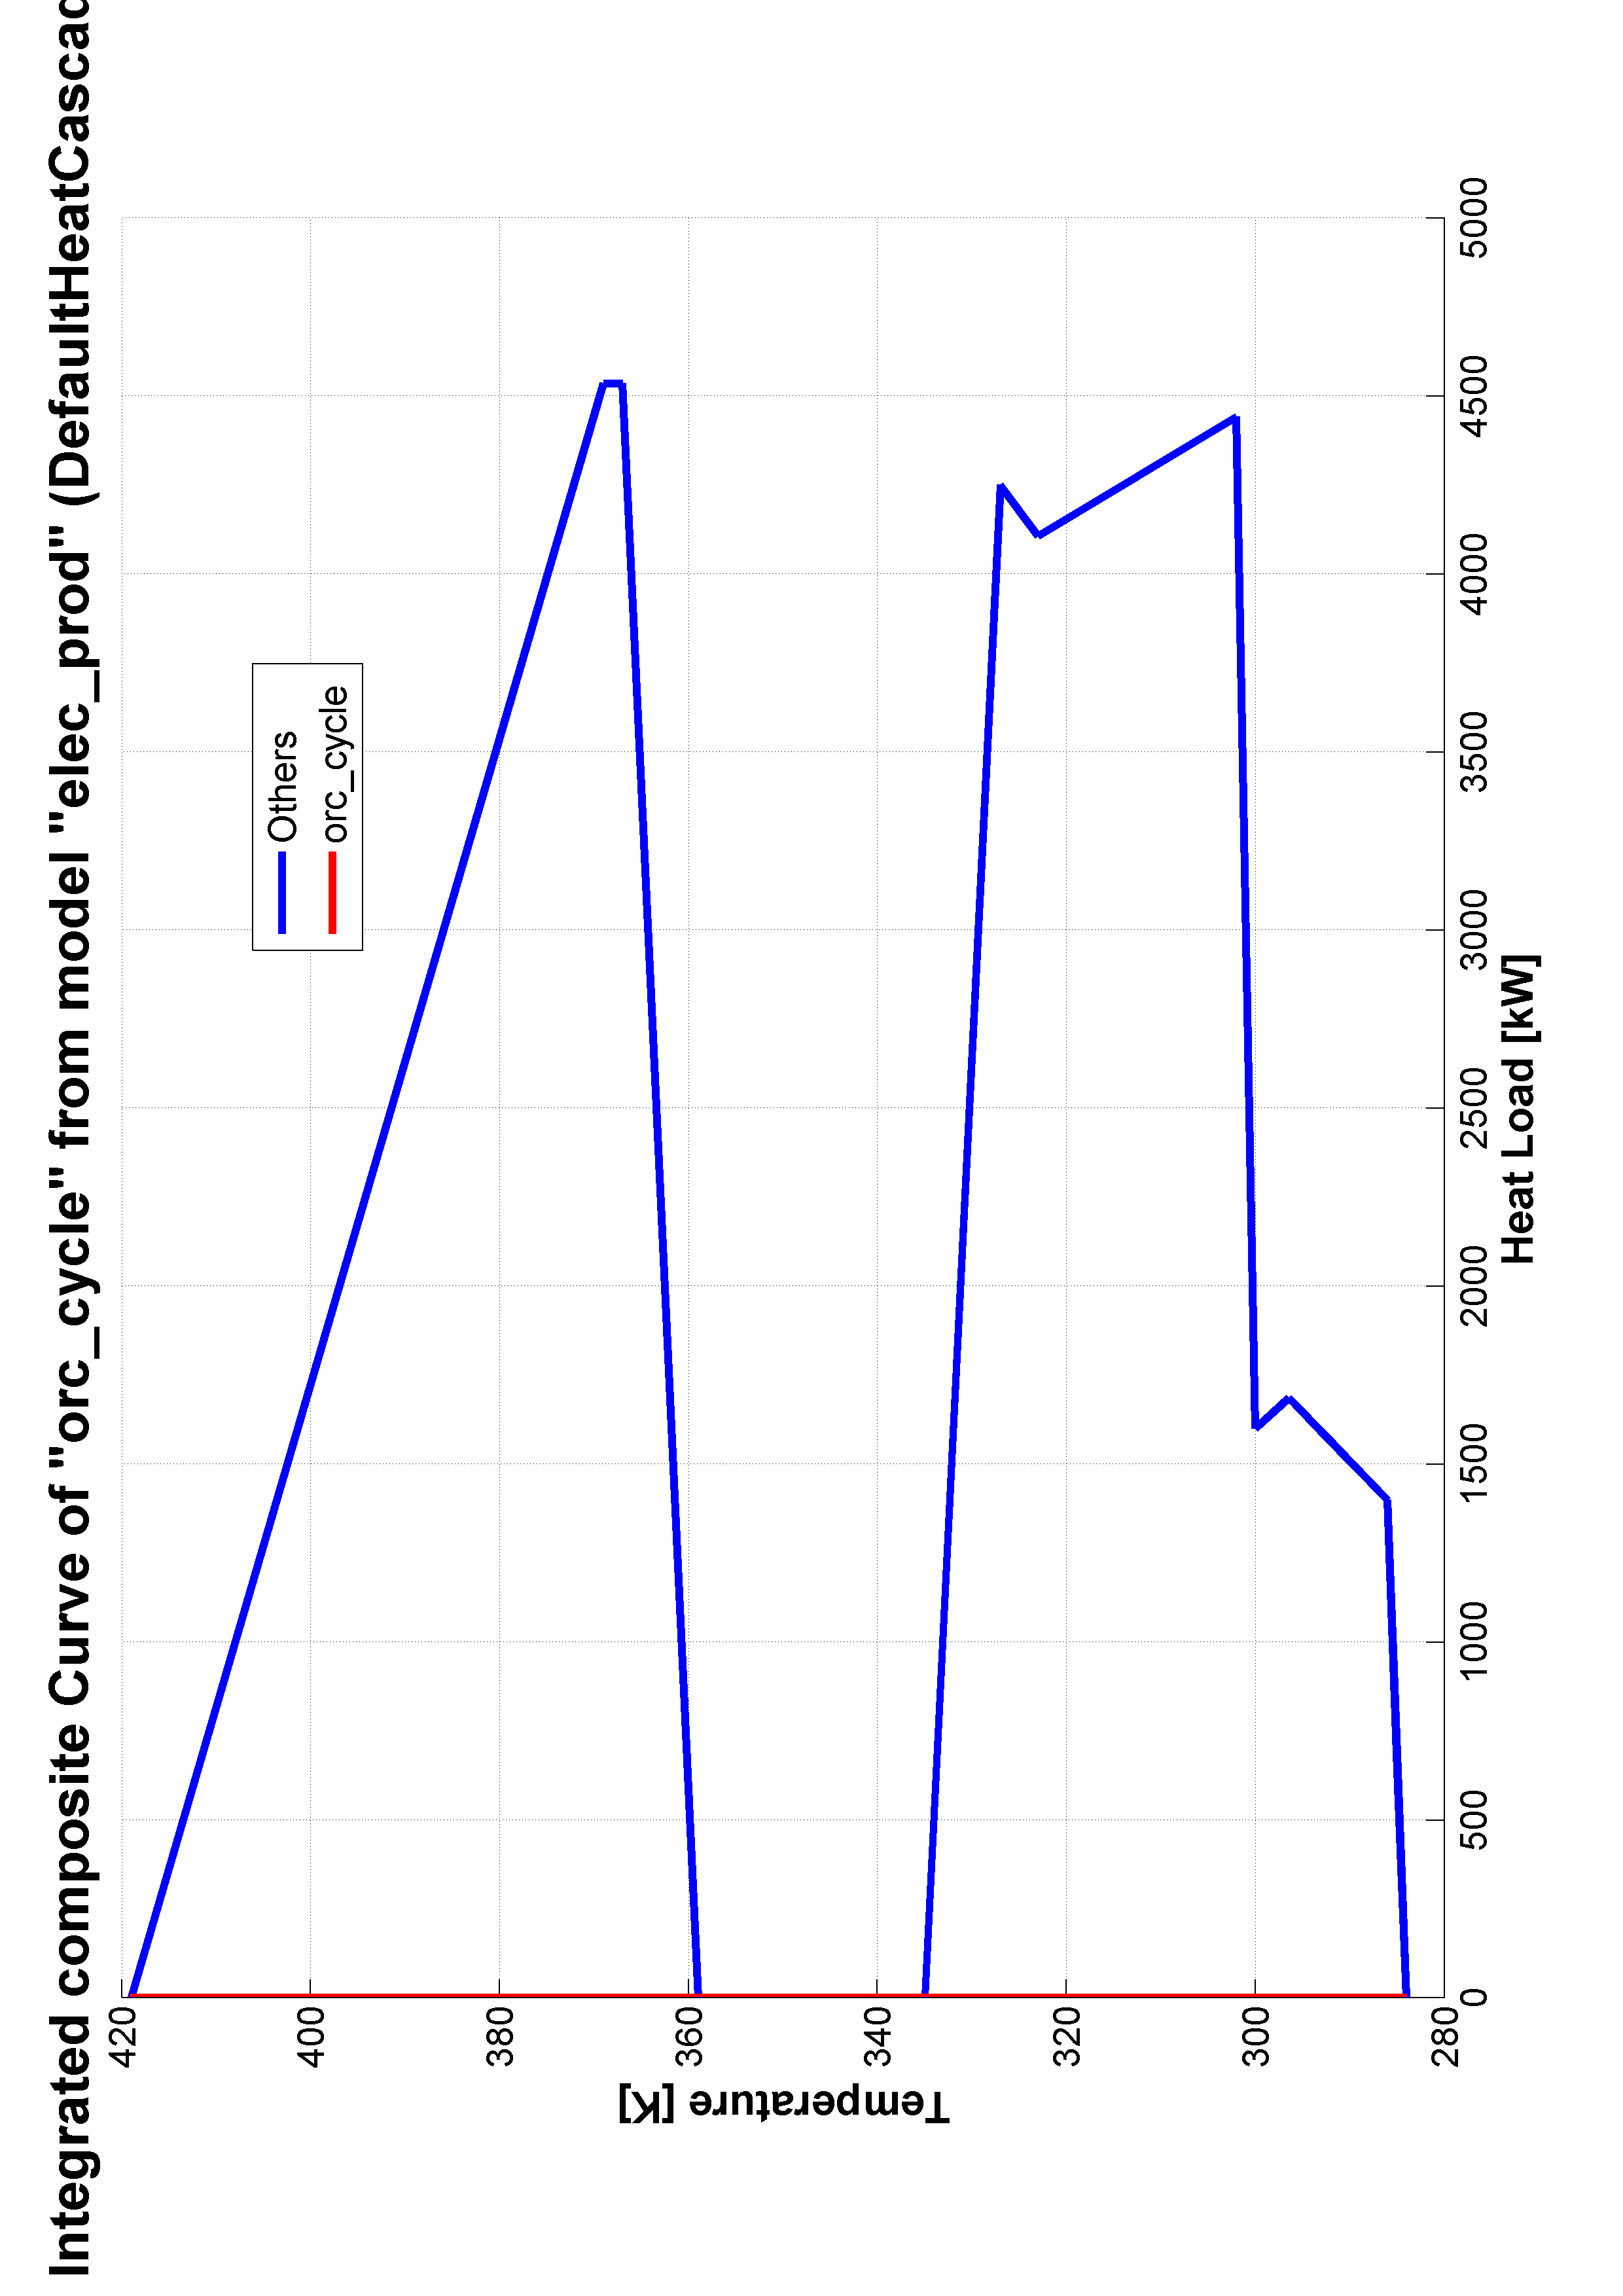 Integrated composite Curve of "orc_cycle" from model "elec_prod" (DefaultHeatCascad
Others
orc_cycle
420
400
380
360
340
320
300
280
Temperature [K]
0 500 1000 1500 2000 2500 3000 3500 4000 4500 5000
Heat Load [kW]